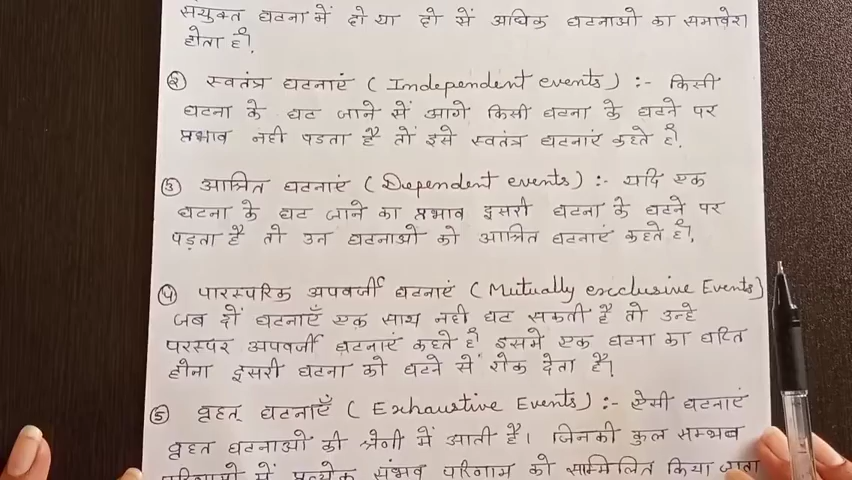 संयुक्त घटना में दो या दो सें अधिक घटनाओ का समावेश
होता है।
② स्वतंत्र घटनाएं ( Independent events ) :- किसी
घटना के घट जाने सें आगे किसी घटना के घटने पर
प्रभाव नही पडता है तो इसे स्वतंत्र घटनाएं कहते है.
③ आश्रित घटनाएं ( Dependent events ) :- यदि एक
घटना के घट जाने का प्रभाव दूसरी घटना के घटने पर
पड़ता है तो उन घटनाओ को आश्रित घटनाएं कहते है,
④ पारस्परिक अपवर्जी घटनाएं ( Mutually excclusive Events )
जब दो घटनाएँ एक साथ नही घट सकती है तो उन्हे
परस्पर अपवर्जी घटनाएं कहते है इसमे एक घटना का घटित
होना दूसरी घटना को घटने सें रोक देता है।
⑤ वृहत् घटनाएँ ( Exhaustive Events ) :- ऐसी घटनाएं
वृहत घटनाओ की श्रेणी में आती है। जिनकी कुल सम्भव
परिणामो में प्रत्येक संभव परिणाम को सम्मिलित किया जाता